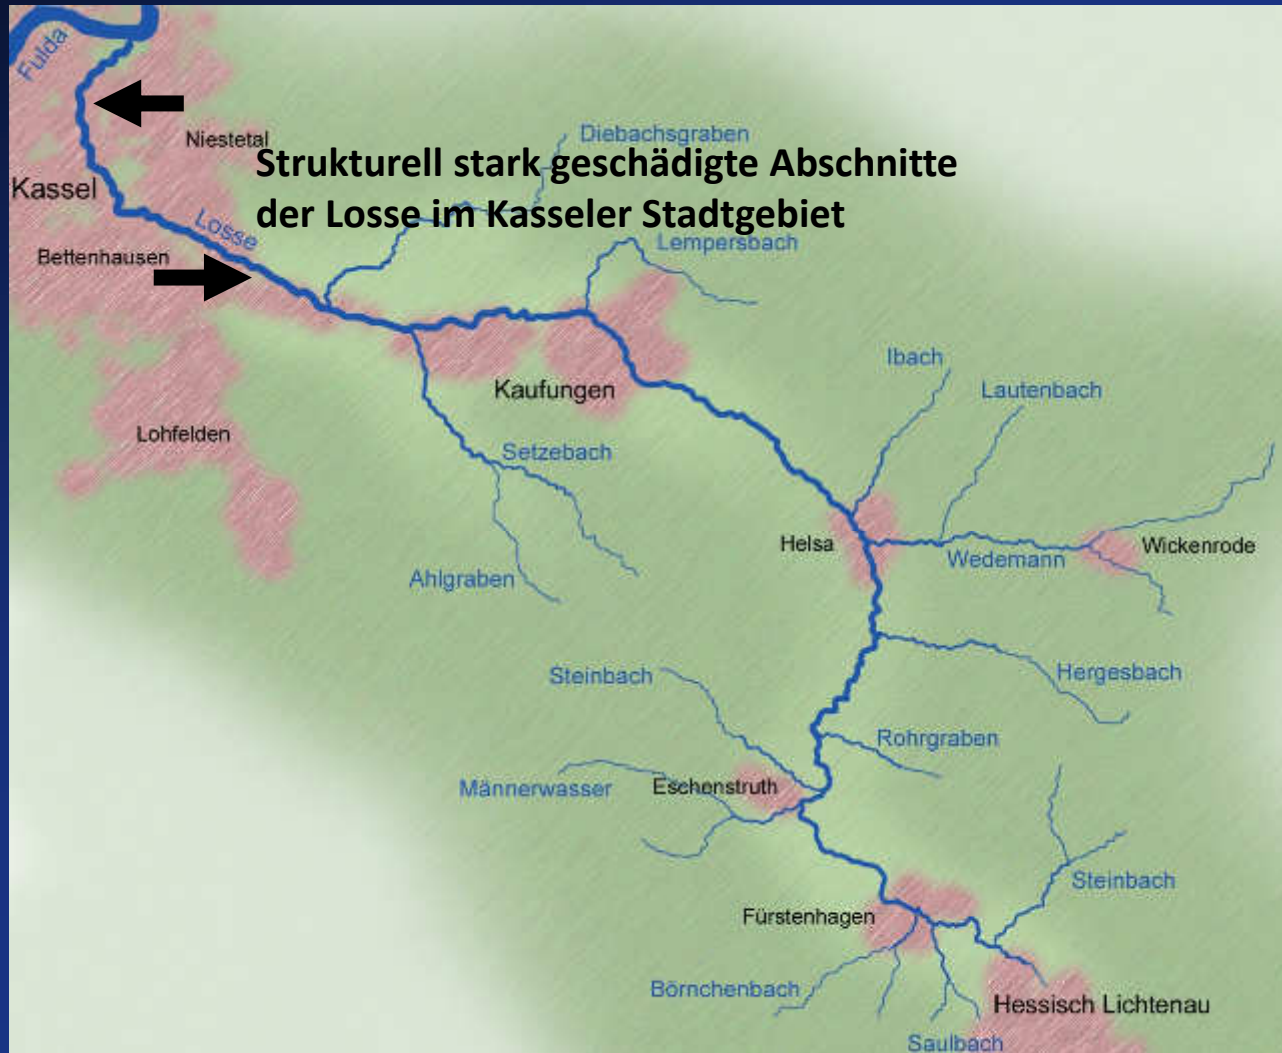 Fulda
Niestetal
Diebachsgraben
Strukturell stark geschädigte Abschnitte
der Losse im Kasseler Stadtgebiet
Kassel
Losse
Lempersbach
Bettenhausen
Ibach
Kaufungen
Lautenbach
Lohfelden
Setzebach
Helsa
Wedemann
Wickenrode
Ahlgraben
Steinbach
Hergesbach
Rohrgraben
Männerwasser
Eschenstruth
Steinbach
Fürstenhagen
Börnchenbach
Hessisch Lichtenau
Saulbach